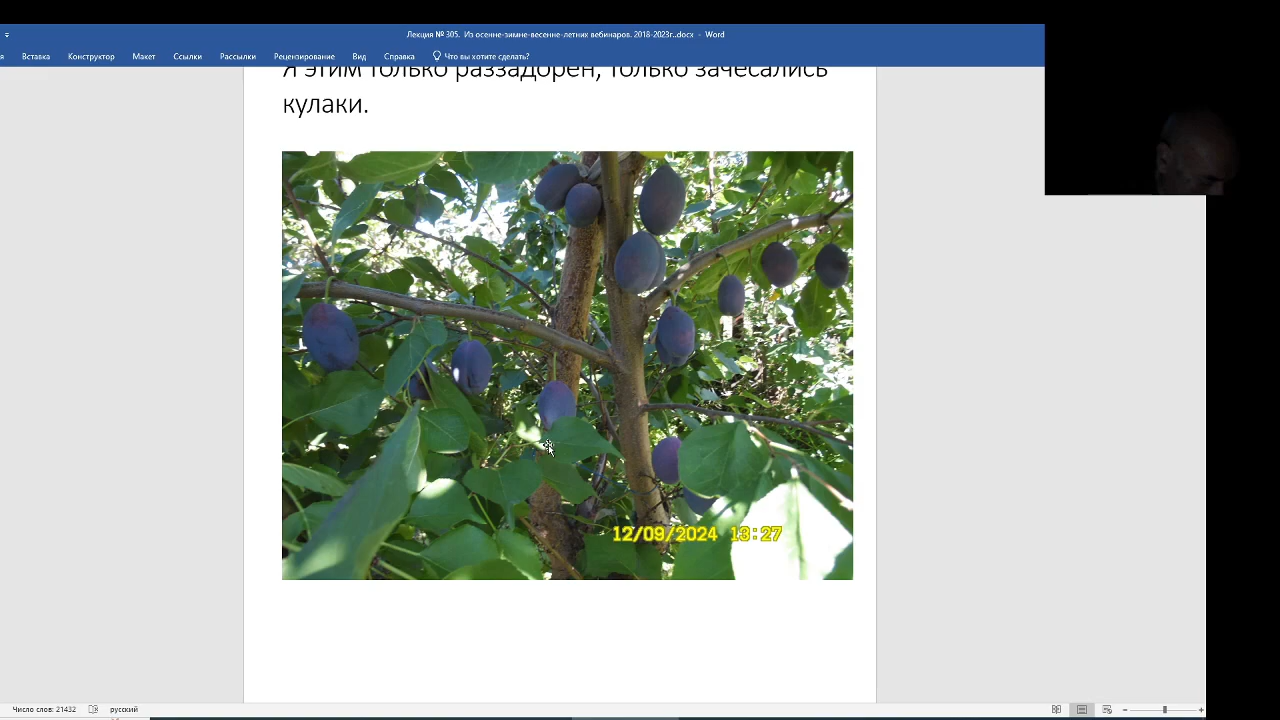 Лекция № 305. Из осенне-зимне-весенне-летних вебинаров. 2018-2023г..docx - Word
я Вставка Конструктор Макет Ссылки Рассылки Рецензирование Вид Справка Что вы хотите сделать?
Я этим только раззадорен, только зачесались
кулаки.
12/09/2024 13:27
Число слов: 21432 русский